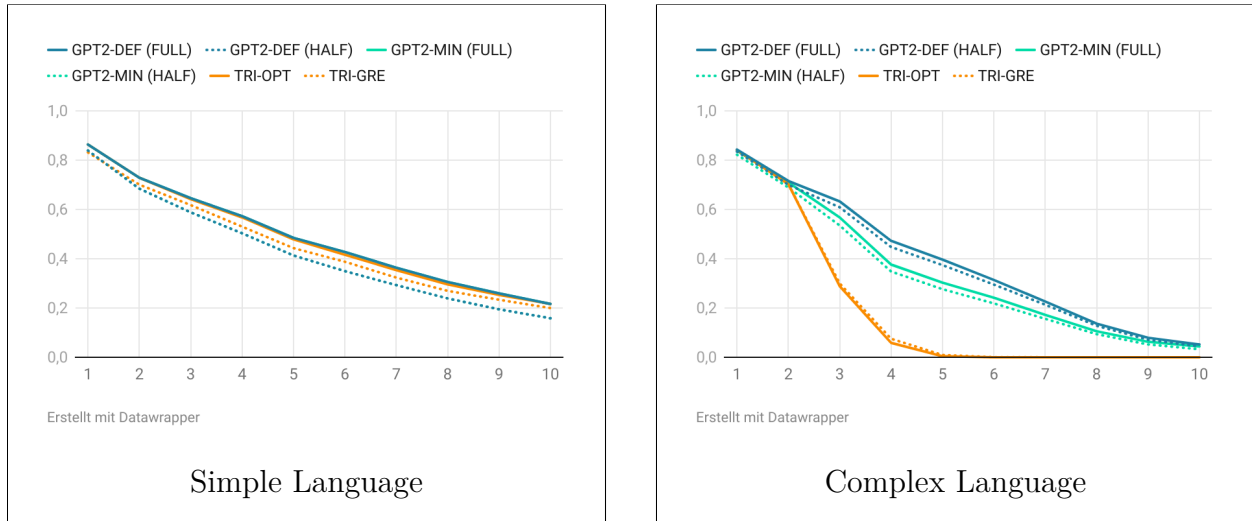 GPT2-DEF (FULL) GPT2-DEF (HALF) GPT2-MIN (FULL)
GPT2-MIN (HALF) TRI-OPT TRI-GRE
1,0
0,8
0,6
0,4
0,2
0,0
1 2 3 4 5 6 7 8 9 10
Erstellt mit Datawrapper
Simple Language
GPT2-DEF (FULL) GPT2-DEF (HALF) GPT2-MIN (FULL)
GPT2-MIN (HALF) TRI-OPT TRI-GRE
1,0
0,8
0,6
0,4
0,2
0,0
1 2 3 4 5 6 7 8 9 10
Erstellt mit Datawrapper
Complex Language